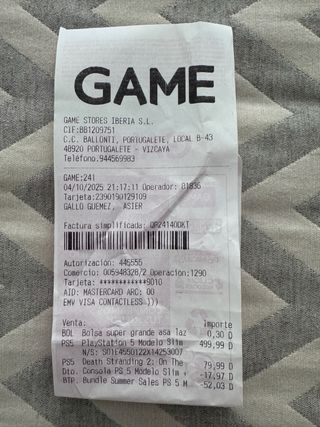 GAME
GAME STORES IBERIA S.L.
CIF:B81209751
C.C. BALLONTI, PORTUGALETE, LOCAL B-43
48920 PORTUGALETE - VIZCAYA
Teléfono.944569983
GAME:241
04/10/2025 21:17:11 Operador: 81836
Tarjeta:2390190129109
GALLO GUEMEZ, ASIER
Factura simplificada: QR24140DKT
Autorización: 445555
Comercio: 005948328/2 Operacion:1290
Tarjeta:************9010
AID: MASTERCARD ARC: 00
EMV VISA CONTACTLESS )))
Venta: Importe
BOL Bolsa super grande asa laz 0,30 D
PS5 PlayStation 5 Modelo Slim 499,99 D
N/S: S01E4550122X14253007
PS5 Death Stranding 2: On The 79,99 D
Dto. Consola PS 5 Modelo Slim + -17,97 D
BTP. Bundle Summer Sales PS 5 M -52,03 D